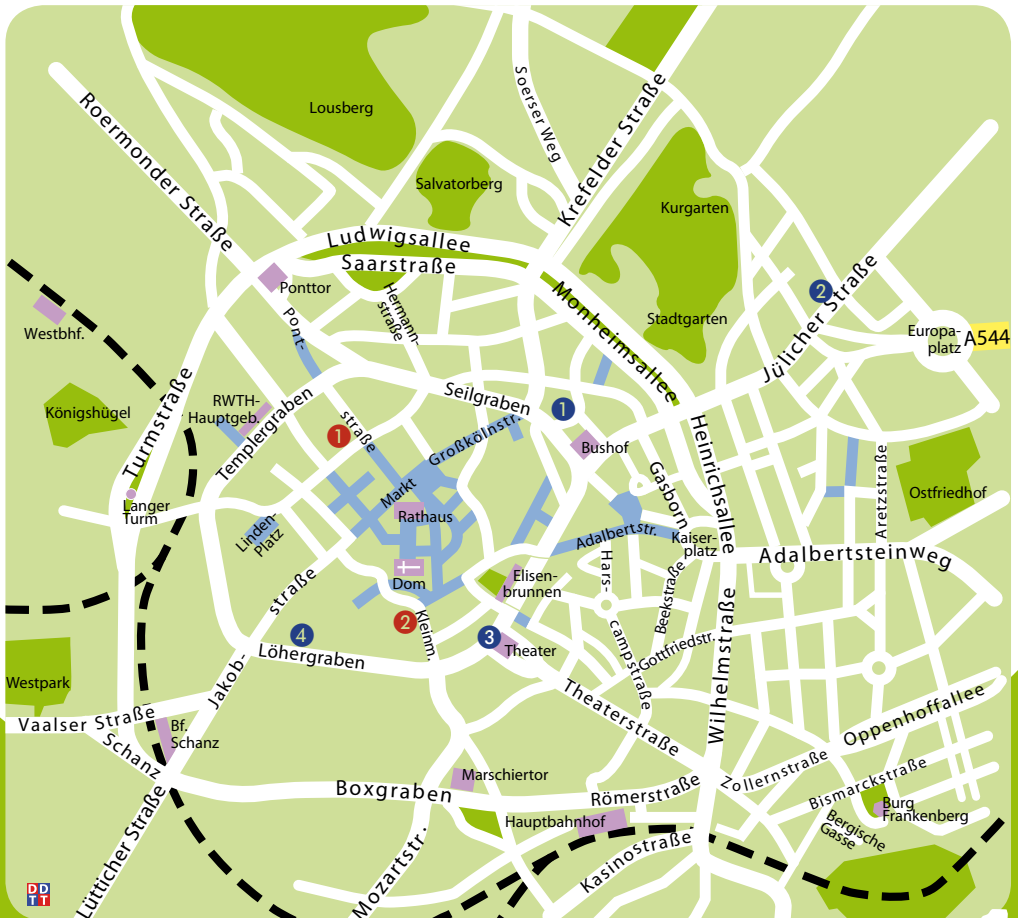 Lousberg
Soerser Weg
Krefelder Straße
Roermonder Straße
Salvatorberg
Kurgarten
Ludwigsallee
Saarstraße
Ponttor
Hermann-
straße
Monheimsallee
2
Jülicher Straße
Westbhf.
Pont-
Stadtgarten
Europa-
platz
A544
Königshügel
Turmstraße
RWTH-
Hauptgeb.
Templergraben
1
straße
Seilgraben
1
Großkölnstr.
Bushof
Heinrichsallee
Gasborn
Aretzstraße
Ostfriedhof
Langer
Turm
Markt
Rathaus
Linden-
Platz
Adalbertstr.
Kaiser-
platz
Adalbertsteinweg
Dom
Elisen-
brunnen
Hars-
campstraße
Beekstraße
Wilhelmstraße
straße
2
Kleinm.
4
3
Theater
Gottfriedstr.
Löhergraben
Westpark
Jakob-
Theaterstraße
Oppenhoffallee
Vaalser Straße
Bf.
Schanz
Schanz
Zollernstraße
Marschiertor
Boxgraben
Römerstraße
Bismarckstraße
Burg
Frankenberg
Bergische
Gasse
Hauptbahnhof
Lütticher Straße
Mozartstr.
Kasinostraße
D D
T T